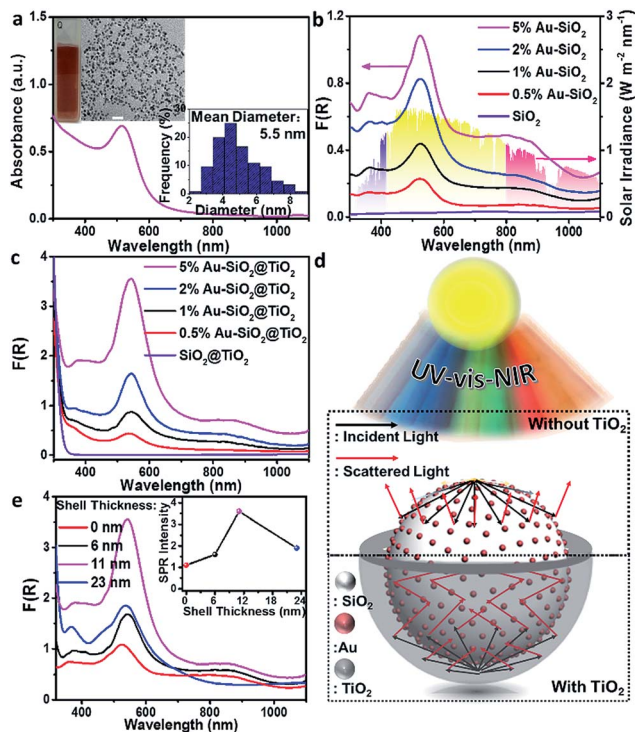 a
Absorbance (a.u.)
1.5
1.0
0.5
0.0
Mean Diameter:
5.5 nm
Frequency (%)
30
20
10
2 4 6 8
Diameter (nm)
400 600 800 1000
Wavelength (nm)
b
F(R)
1.2
0.8
0.4
0.0
5% Au-SiO₂
2% Au-SiO₂
1% Au-SiO₂
0.5% Au-SiO₂
SiO₂
3
2
1
0
Solar Irradiance (W m⁻² nm⁻¹)
400 600 800 1000
Wavelength (nm)
c
F(R)
4
3
2
1
0
5% Au-SiO₂@TiO₂
2% Au-SiO₂@TiO₂
1% Au-SiO₂@TiO₂
0.5% Au-SiO₂@TiO₂
SiO₂@TiO₂
400 600 800 1000
Wavelength (nm)
d
UV-vis-NIR
Without TiO₂
: Incident Light
: Scattered Light
: SiO₂
:Au
: TiO₂
With TiO₂
e
F(R)
4
3
2
1
0
Shell Thickness:
0 nm
6 nm
11 nm
23 nm
SPR Intensity
4
3
2
1
0
0 6 12 18 24
Shell Thickness (nm)
400 600 800 1000
Wavelength (nm)